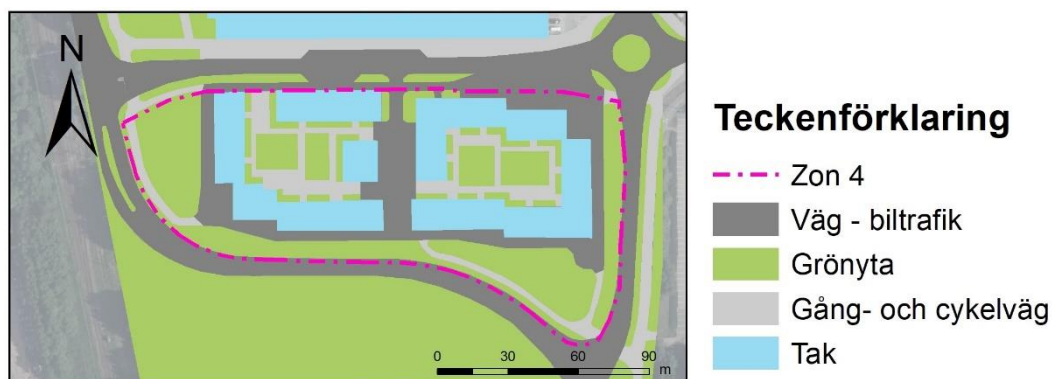 N
0 30 60 90
m
Teckenförklaring
Zon 4
Väg - biltrafik
Grönyta
Gång- och cykelväg
Tak